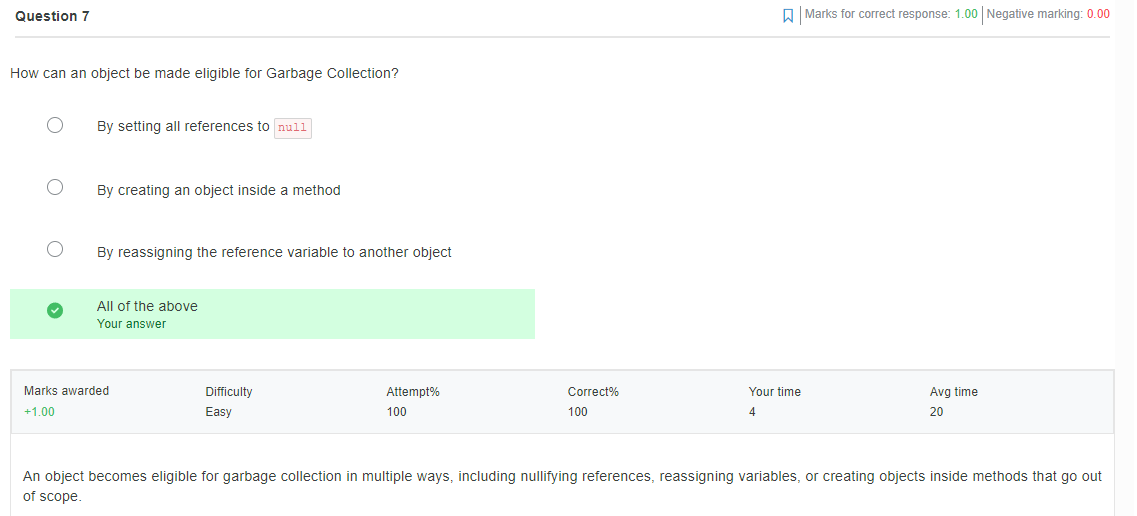 Question 7
Marks for correct response: 1.00 Negative marking: 0.00
How can an object be made eligible for Garbage Collection?
By setting all references to null
By creating an object inside a method
By reassigning the reference variable to another object
All of the above
Your answer
Marks awarded Difficulty Attempt% Correct% Your time Avg time
+1.00 Easy 100 100 4 20
An object becomes eligible for garbage collection in multiple ways, including nullifying references, reassigning variables, or creating objects inside methods that go out
of scope.